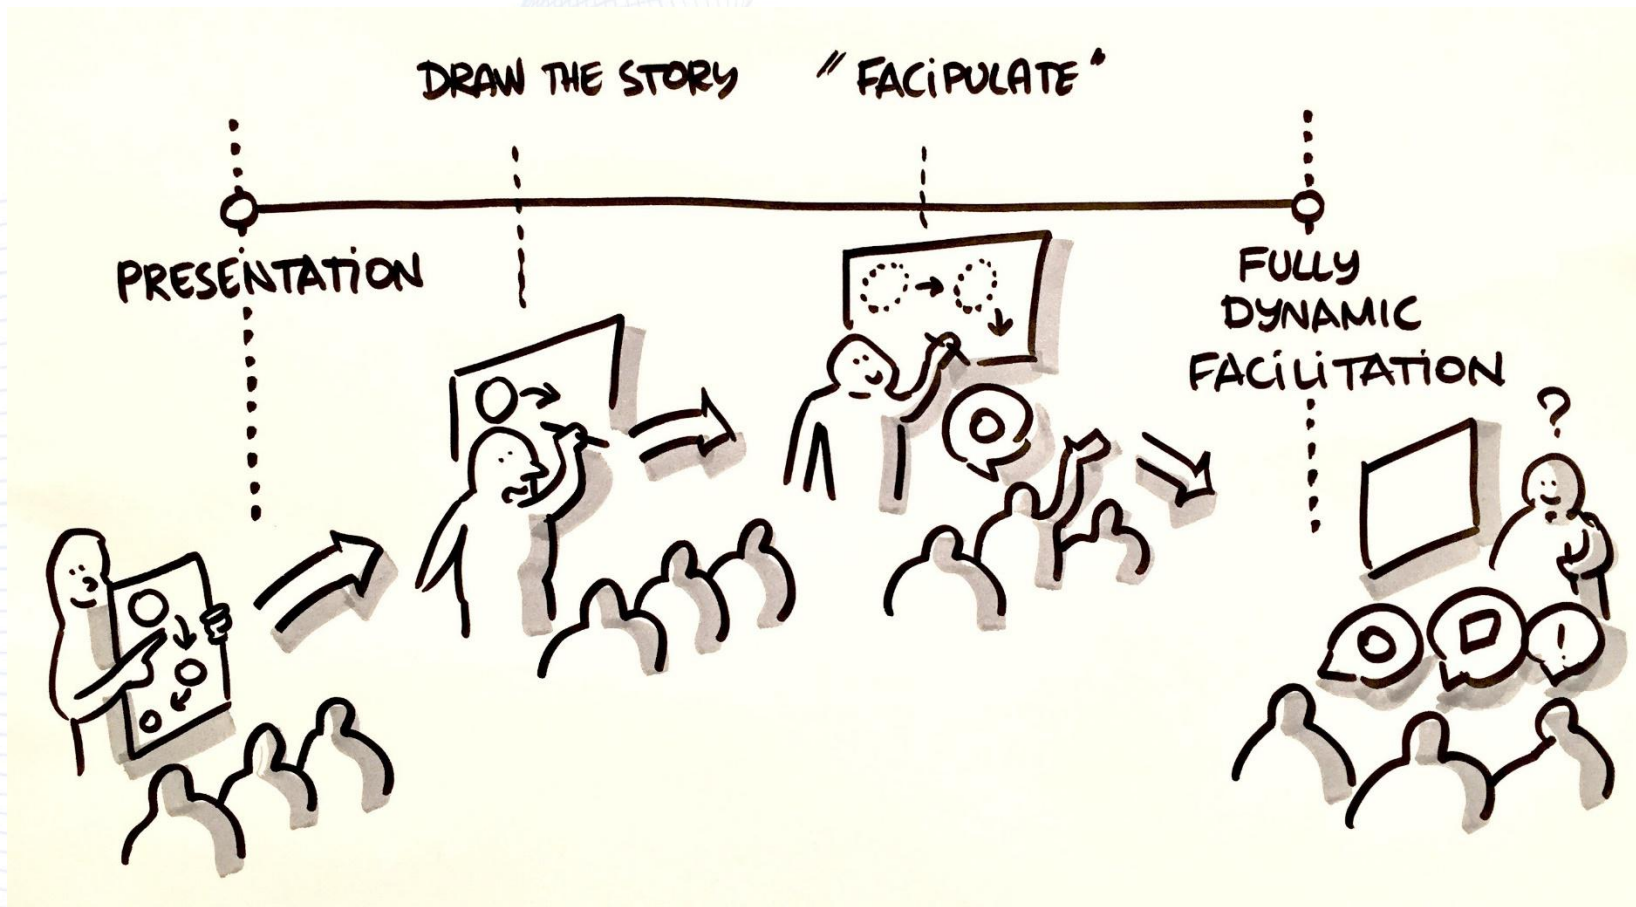 DRAW THE STORY
"FACiPULATE"
PRESENTATiON
FULLY
DYNAMIC
FACiLiTATiON
?
!